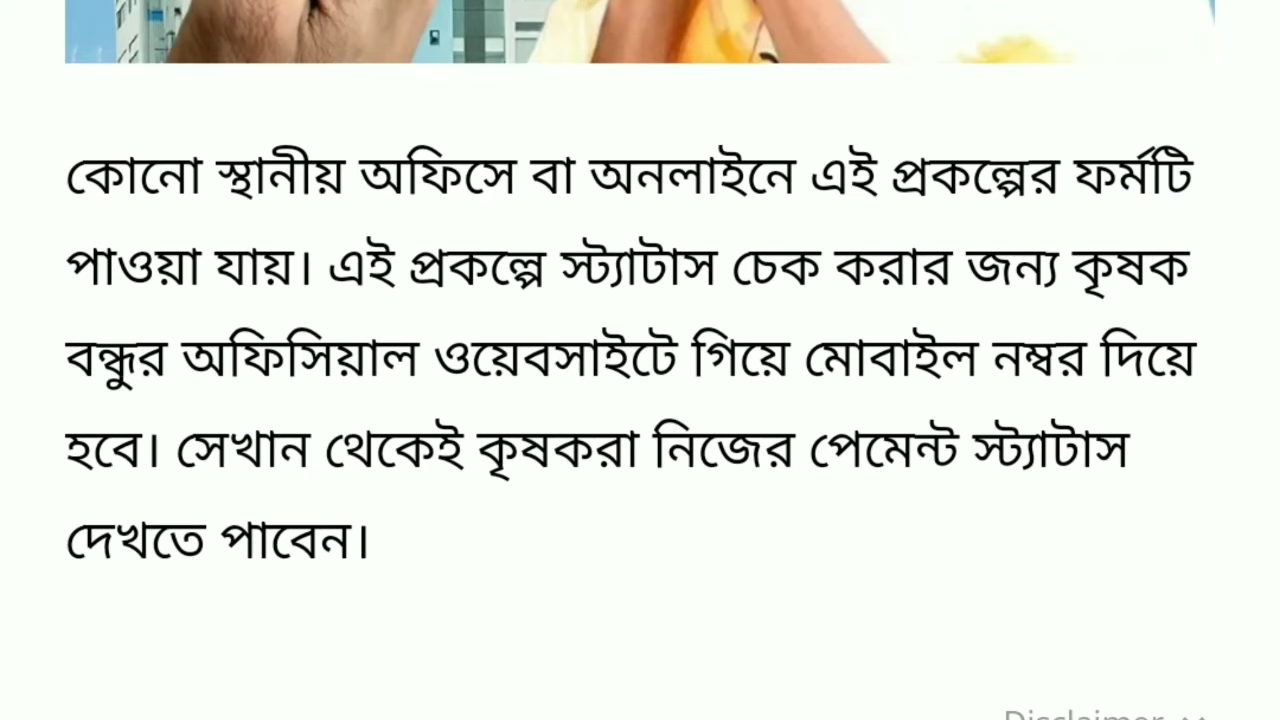 কোনো স্থানীয় অফিসে বা অনলাইনে এই প্রকল্পের ফর্মটি
পাওয়া যায়। এই প্রকল্পে স্ট্যাটাস চেক করার জন্য কৃষক
বন্ধুর অফিসিয়াল ওয়েবসাইটে গিয়ে মোবাইল নম্বর দিয়ে
হবে। সেখান থেকেই কৃষকরা নিজের পেমেন্ট স্ট্যাটাস
দেখতে পাবেন।
Disclaimer